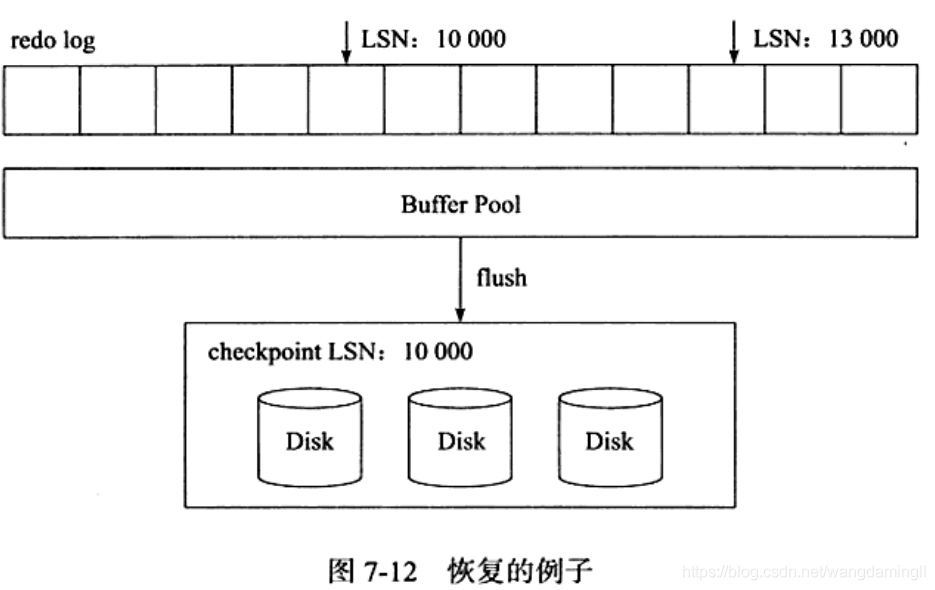 redo log
LSN：10 000
LSN：13 000
Buffer Pool
flush
checkpoint LSN：10 000
Disk
Disk
Disk
图 7-12 恢复的例子
https://blog.csdn.net/wangdamingll